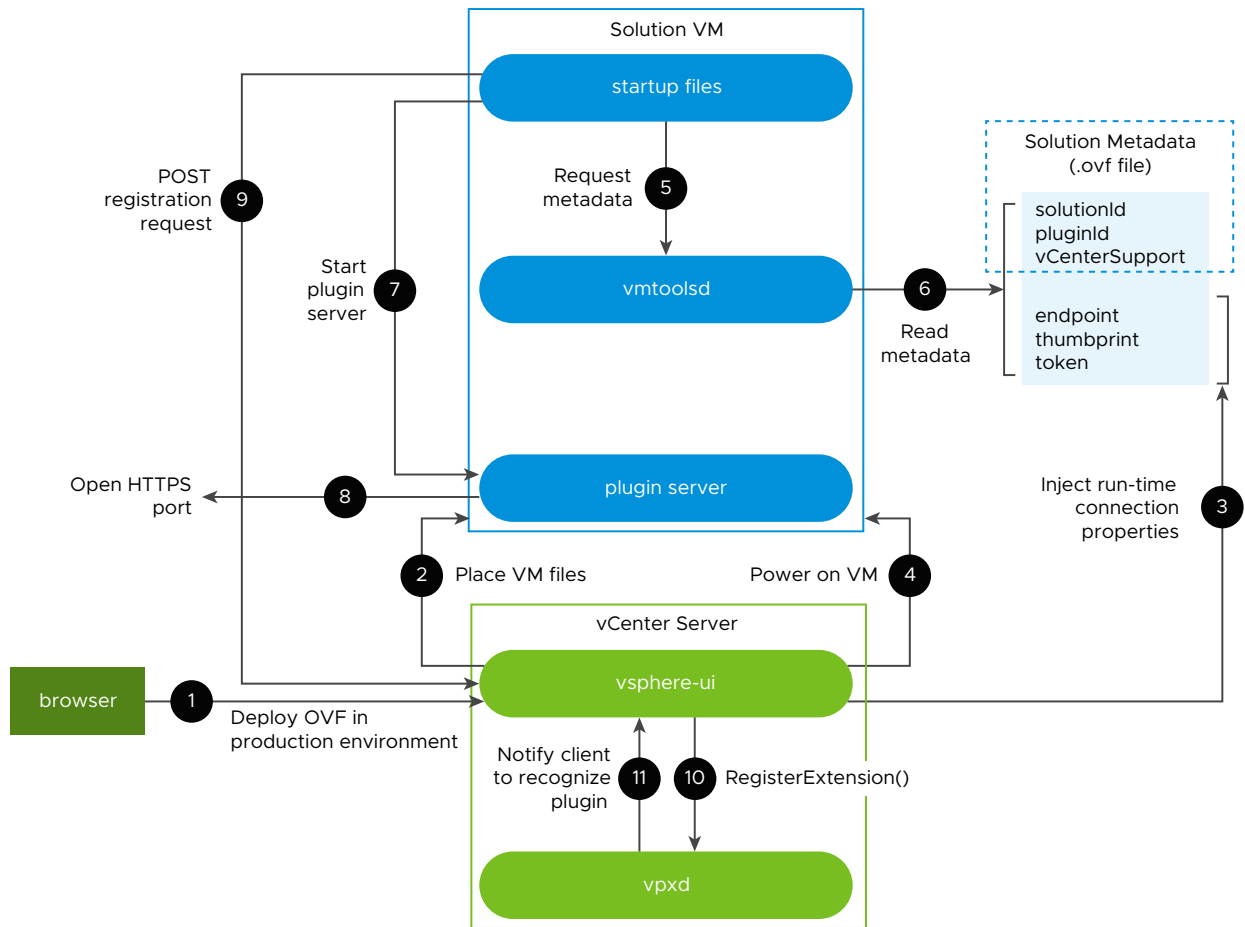 Solution VM
startup files
Solution Metadata
(.ovf file)
POST
registration
request
9
Request
metadata
5
solutionId
pluginId
vCenterSupport
Start
plugin
server
7
vmtoolsd
6
Read
metadata
endpoint
thumbprint
token
Open HTTPS
port
8
plugin server
Inject run-time
connection
properties
3
2
Place VM files
Power on VM
4
vCenter Server
browser
1
Deploy OVF in
production environment
vsphere-ui
Notify client
to recognize
plugin
11
10
RegisterExtension()
vpxd